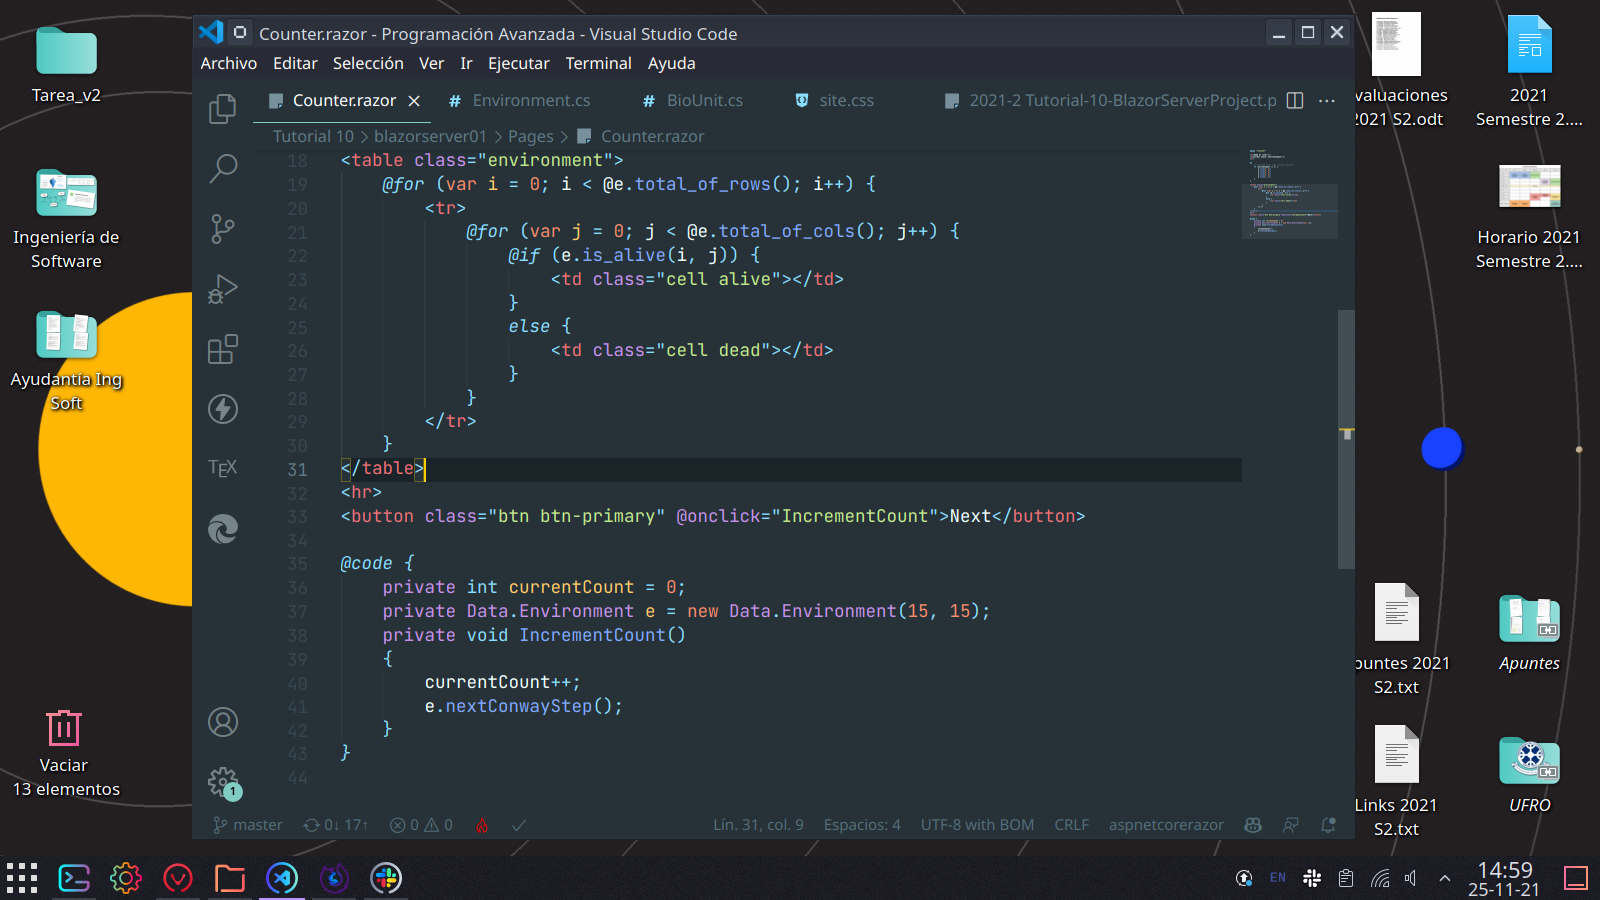 Counter.razor - Programación Avanzada - Visual Studio Code
Archivo Editar Selección Ver Ir Ejecutar Terminal Ayuda
Counter.razor
# Environment.cs
# BioUnit.cs
site.css
2021-2 Tutorial-10-BlazorServerProject.p
Tutorial 10 > blazorserver01 > Pages > Counter.razor
18 <table class="environment">
19 @for (var i = 0; i < @e.total_of_rows(); i++) {
20 <tr>
21 @for (var j = 0; j < @e.total_of_cols(); j++) {
22 @if (e.is_alive(i, j)) {
23 <td class="cell alive"></td>
24 }
25 else {
26 <td class="cell dead"></td>
27 }
28 }
29 </tr>
30 }
31 </table>
32 <hr>
33 <button class="btn btn-primary" @onclick="IncrementCount">Next</button>
34
35 @code {
36 private int currentCount = 0;
37 private Data.Environment e = new Data.Environment(15, 15);
38 private void IncrementCount()
39 {
40 currentCount++;
41 e.nextConwayStep();
42 }
43 }
44
TEX
1
master
0↓ 17↑
0
0
Lín. 31, col. 9
Espacios: 4
UTF-8 with BOM
CRLF
aspnetcorerazor
Tarea_v2
Ingeniería de
Software
Ayudantía Ing
Soft
Vaciar
13 elementos
valuaciones
2021 S2.odt
2021
Semestre 2....
Horario 2021
Semestre 2....
puntes 2021
S2.txt
Apuntes
Links 2021
S2.txt
UFRO
EN
14:59
25-11-21